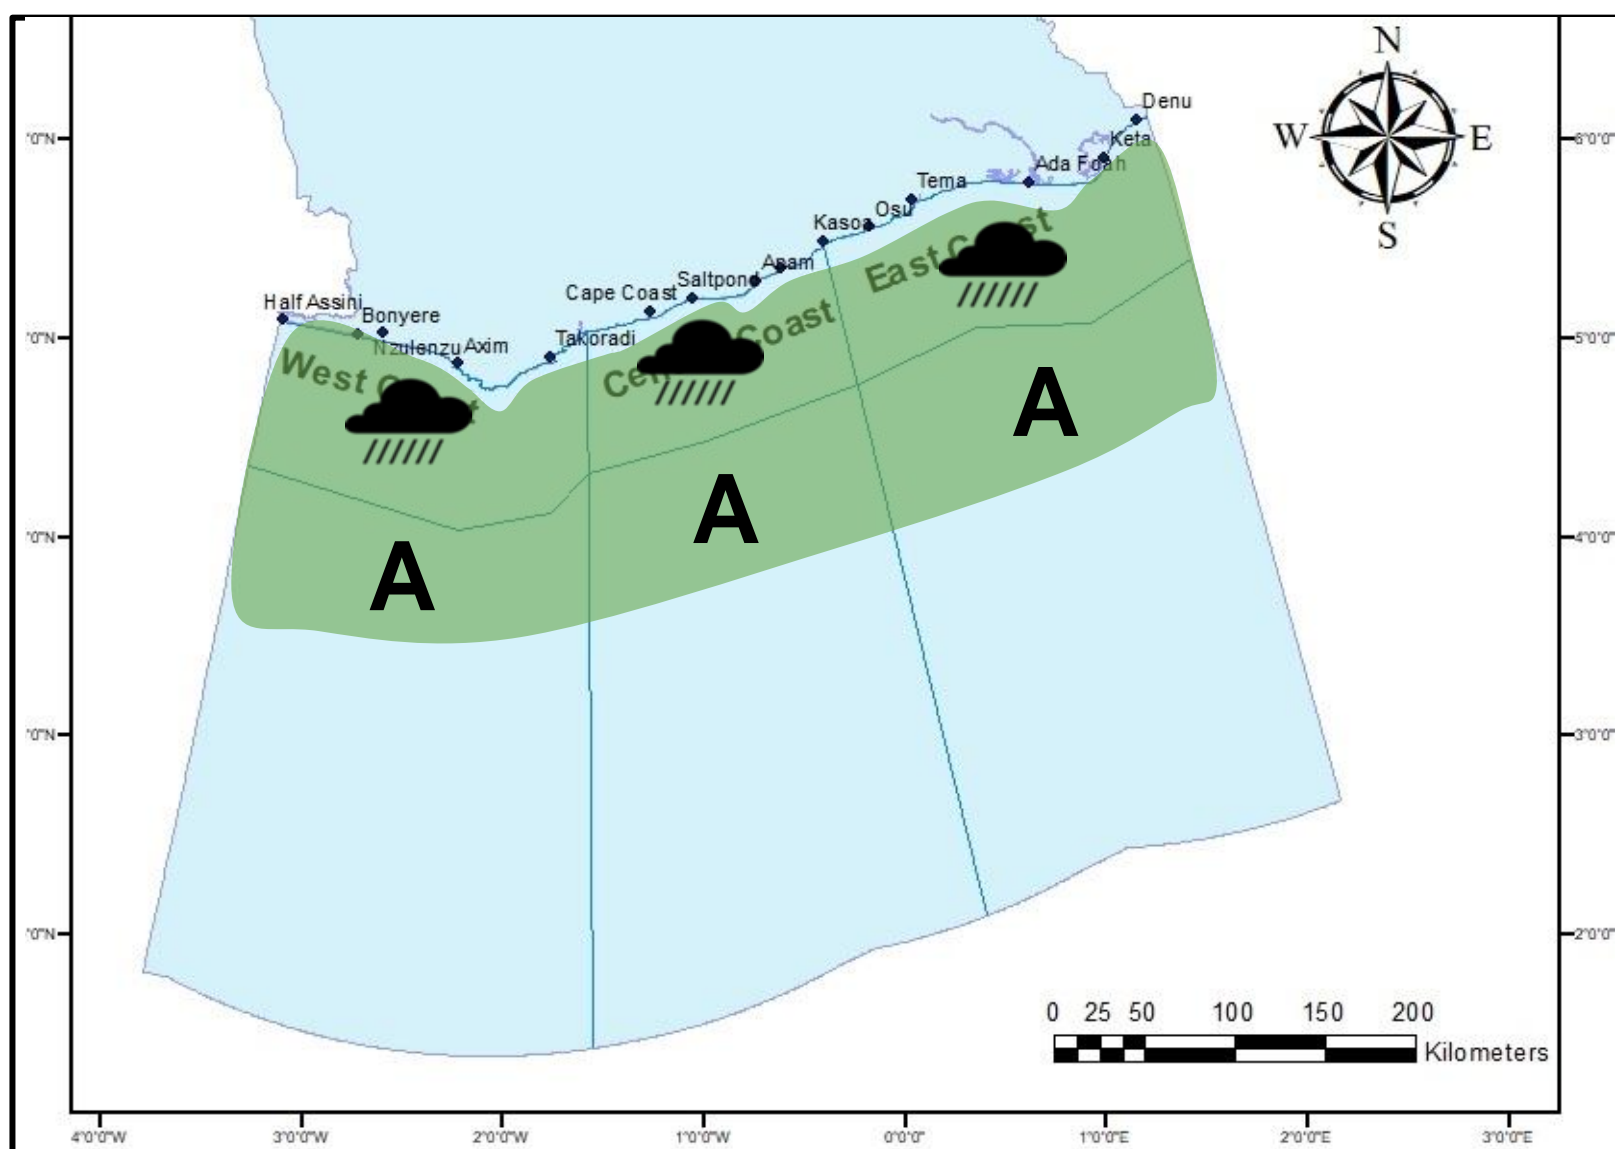 N
W E
S
Denu
Keta
Ada Foah
Tema
Osu
Kasoa
Apam
Saltpond
Cape Coast
Takoradi
Half Assini
Bonyere
Nzulenzu
Axim
West
Coast
East
A
A
A
6°0'0"
5°0'0"
4°0'0"
3°0'0"
2°0'0"
0 25 50 100 150 200
Kilometers
4°0'0"W 3°0'0"W 2°0'0"W 1°0'0"W 0°0'0" 1°0'0"E 2°0'0"E 3°0'0"E